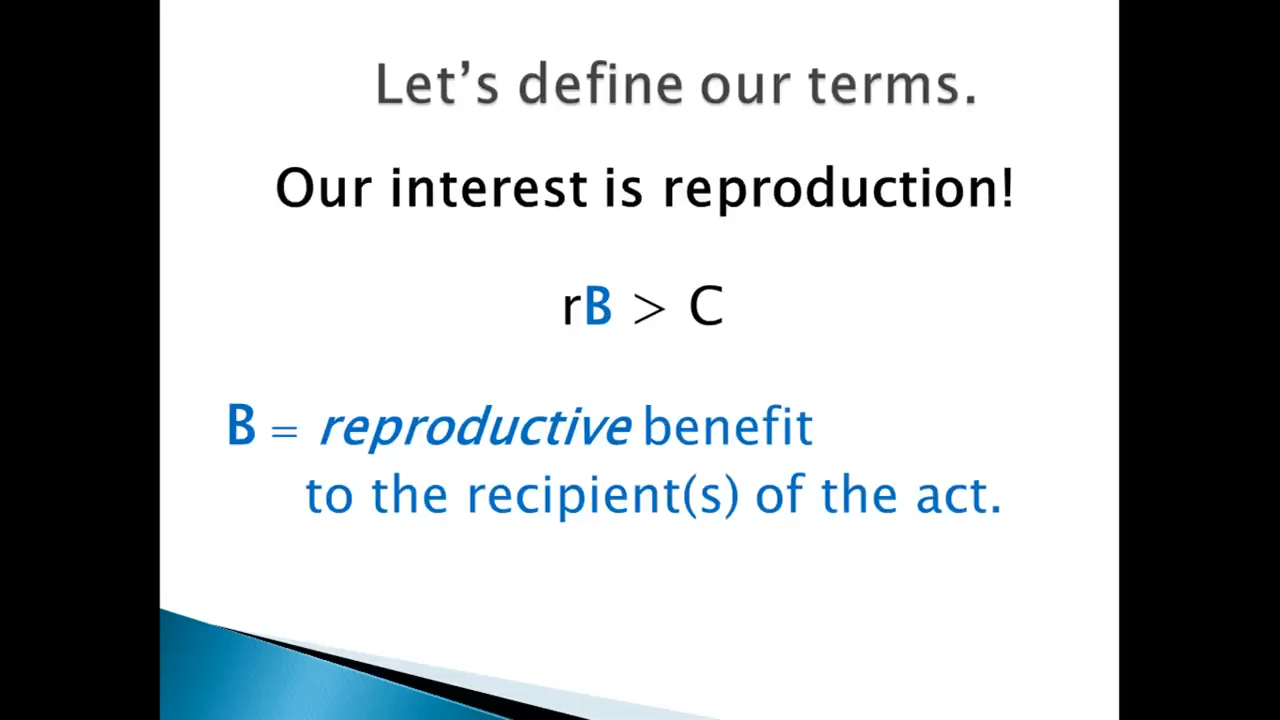 Let’s define our terms.
Our interest is reproduction!
rB > C
B = reproductive benefit
to the recipient(s) of the act.